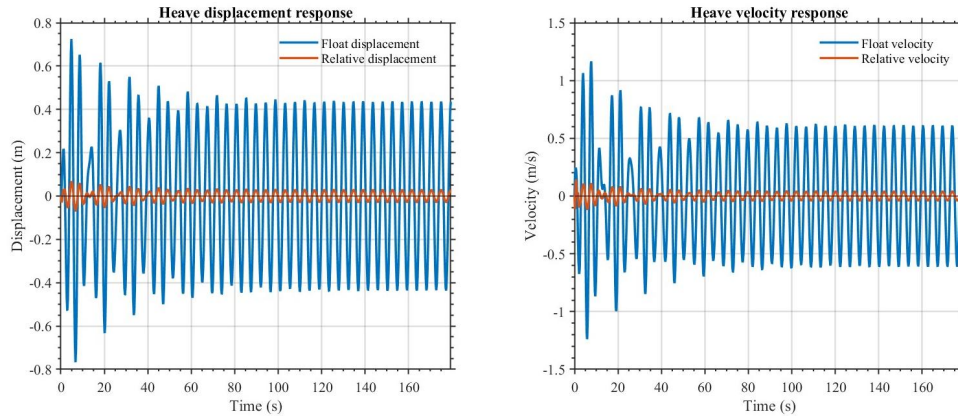 Heave displacement response
Float displacement
Relative displacement
Displacement (m)
0.8
0.6
0.4
0.2
0
-0.2
-0.4
-0.6
-0.8
0 20 40 60 80 100 120 140 160
Time (s)
Heave velocity response
Float velocity
Relative velocity
Velocity (m/s)
1.5
1
0.5
0
-0.5
-1
-1.5
0 20 40 60 80 100 120 140 160
Time (s)